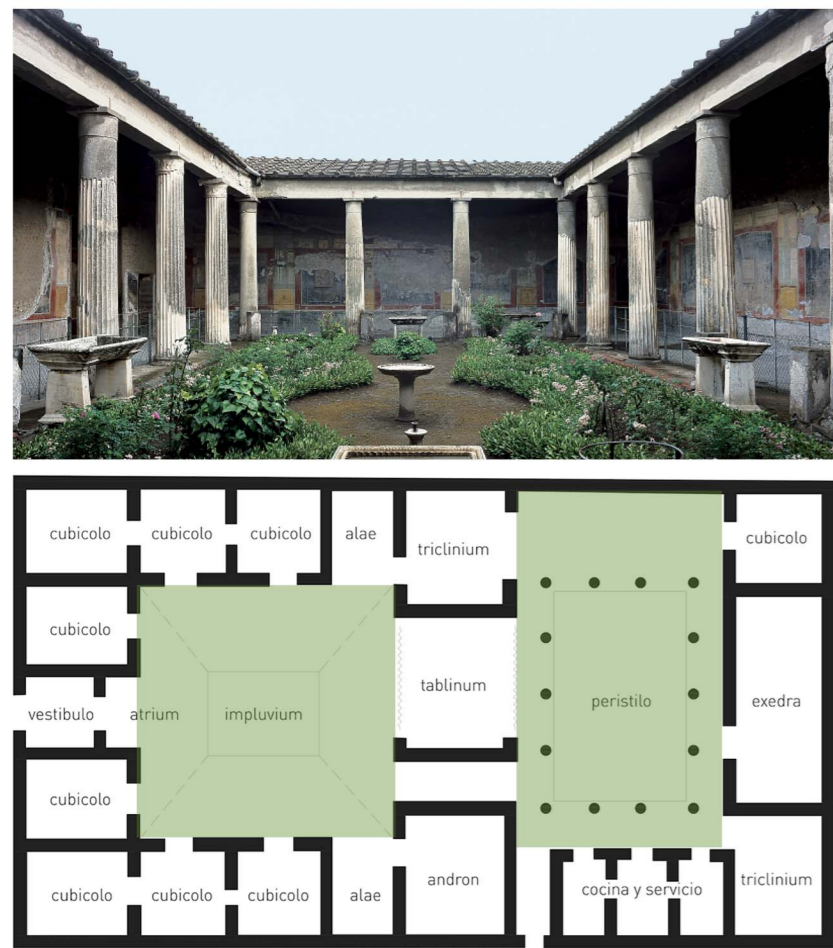 cubicolo
cubicolo
cubicolo
alae
triclinium
cubicolo
cubicolo
vestibulo
atrium
impluvium
tablinum
peristilo
exedra
cubicolo
cubicolo
cubicolo
cubicolo
alae
andron
cocina y servicio
triclinium